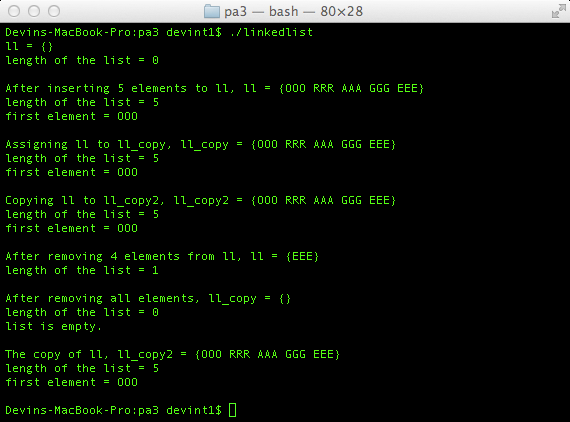 pa3 — bash — 80×28
Devins-MacBook-Pro:pa3 devint1$ ./linkedlist
ll = {}
length of the list = 0
After inserting 5 elements to ll, ll = {OOO RRR AAA GGG EEE}
length of the list = 5
first element = OOO
Assigning ll to ll_copy, ll_copy = {OOO RRR AAA GGG EEE}
length of the list = 5
first element = OOO
Copying ll to ll_copy2, ll_copy2 = {OOO RRR AAA GGG EEE}
length of the list = 5
first element = OOO
After removing 4 elements from ll, ll = {EEE}
length of the list = 1
After removing all elements, ll_copy = {}
length of the list = 0
list is empty.
The copy of ll, ll_copy2 = {OOO RRR AAA GGG EEE}
length of the list = 5
first element = OOO
Devins-MacBook-Pro:pa3 devint1$